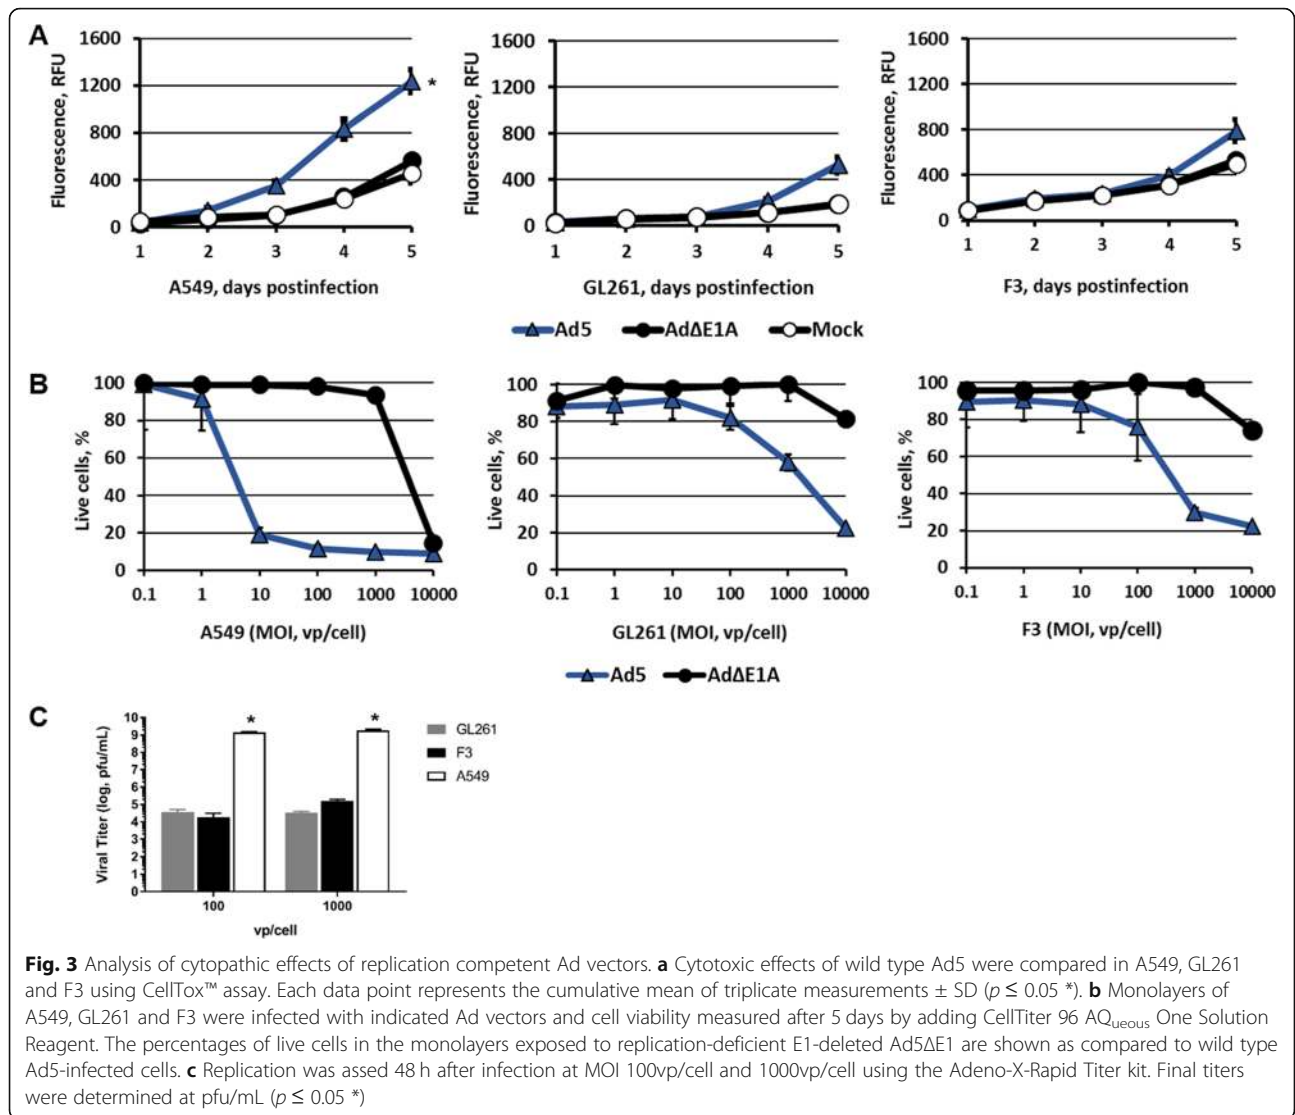 A
Fluorescence, RFU
1600
1200
800
400
0
1 2 3 4 5
A549, days postinfection
Fluorescence, RFU
1600
1200
800
400
0
1 2 3 4 5
GL261, days postinfection
Fluorescence, RFU
1600
1200
800
400
0
1 2 3 4 5
F3, days postinfection
*
Ad5 AdΔE1A Mock
B
Live cells, %
100
80
60
40
20
0
0.1 1 10 100 1000 10000
A549 (MOI, vp/cell)
Live cells, %
100
80
60
40
20
0
0.1 1 10 100 1000 10000
GL261 (MOI, vp/cell)
Live cells, %
100
80
60
40
20
0
0.1 1 10 100 1000 10000
F3 (MOI, vp/cell)
Ad5 AdΔE1A
C
Viral Titer (log, pfu/mL)
10
9
8
7
6
5
4
3
2
1
0
* *
100 1000
vp/cell
GL261
F3
A549
Fig. 3 Analysis of cytopathic effects of replication competent Ad vectors. a Cytotoxic effects of wild type Ad5 were compared in A549, GL261
and F3 using CellTox™ assay. Each data point represents the cumulative mean of triplicate measurements ± SD (p ≤ 0.05 *). b Monolayers of
A549, GL261 and F3 were infected with indicated Ad vectors and cell viability measured after 5 days by adding CellTiter 96 AQueous One Solution
Reagent. The percentages of live cells in the monolayers exposed to replication-deficient E1-deleted Ad5ΔE1 are shown as compared to wild type
Ad5-infected cells. c Replication was assed 48 h after infection at MOI 100vp/cell and 1000vp/cell using the Adeno-X-Rapid Titer kit. Final titers
were determined at pfu/mL (p ≤ 0.05 *)